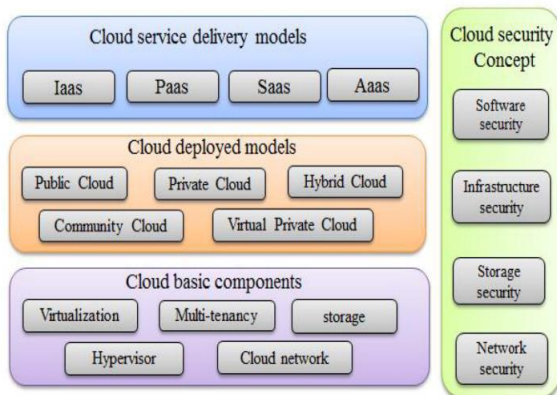 Cloud service delivery models
Iaas Paas Saas Aaas
Cloud deployed models
Public Cloud Private Cloud Hybrid Cloud
Community Cloud Virtual Private Cloud
Cloud basic components
Virtualization Multi-tenancy storage
Hypervisor Cloud network
Cloud security
Concept
Software
security
Infrastructure
security
Storage
security
Network
security